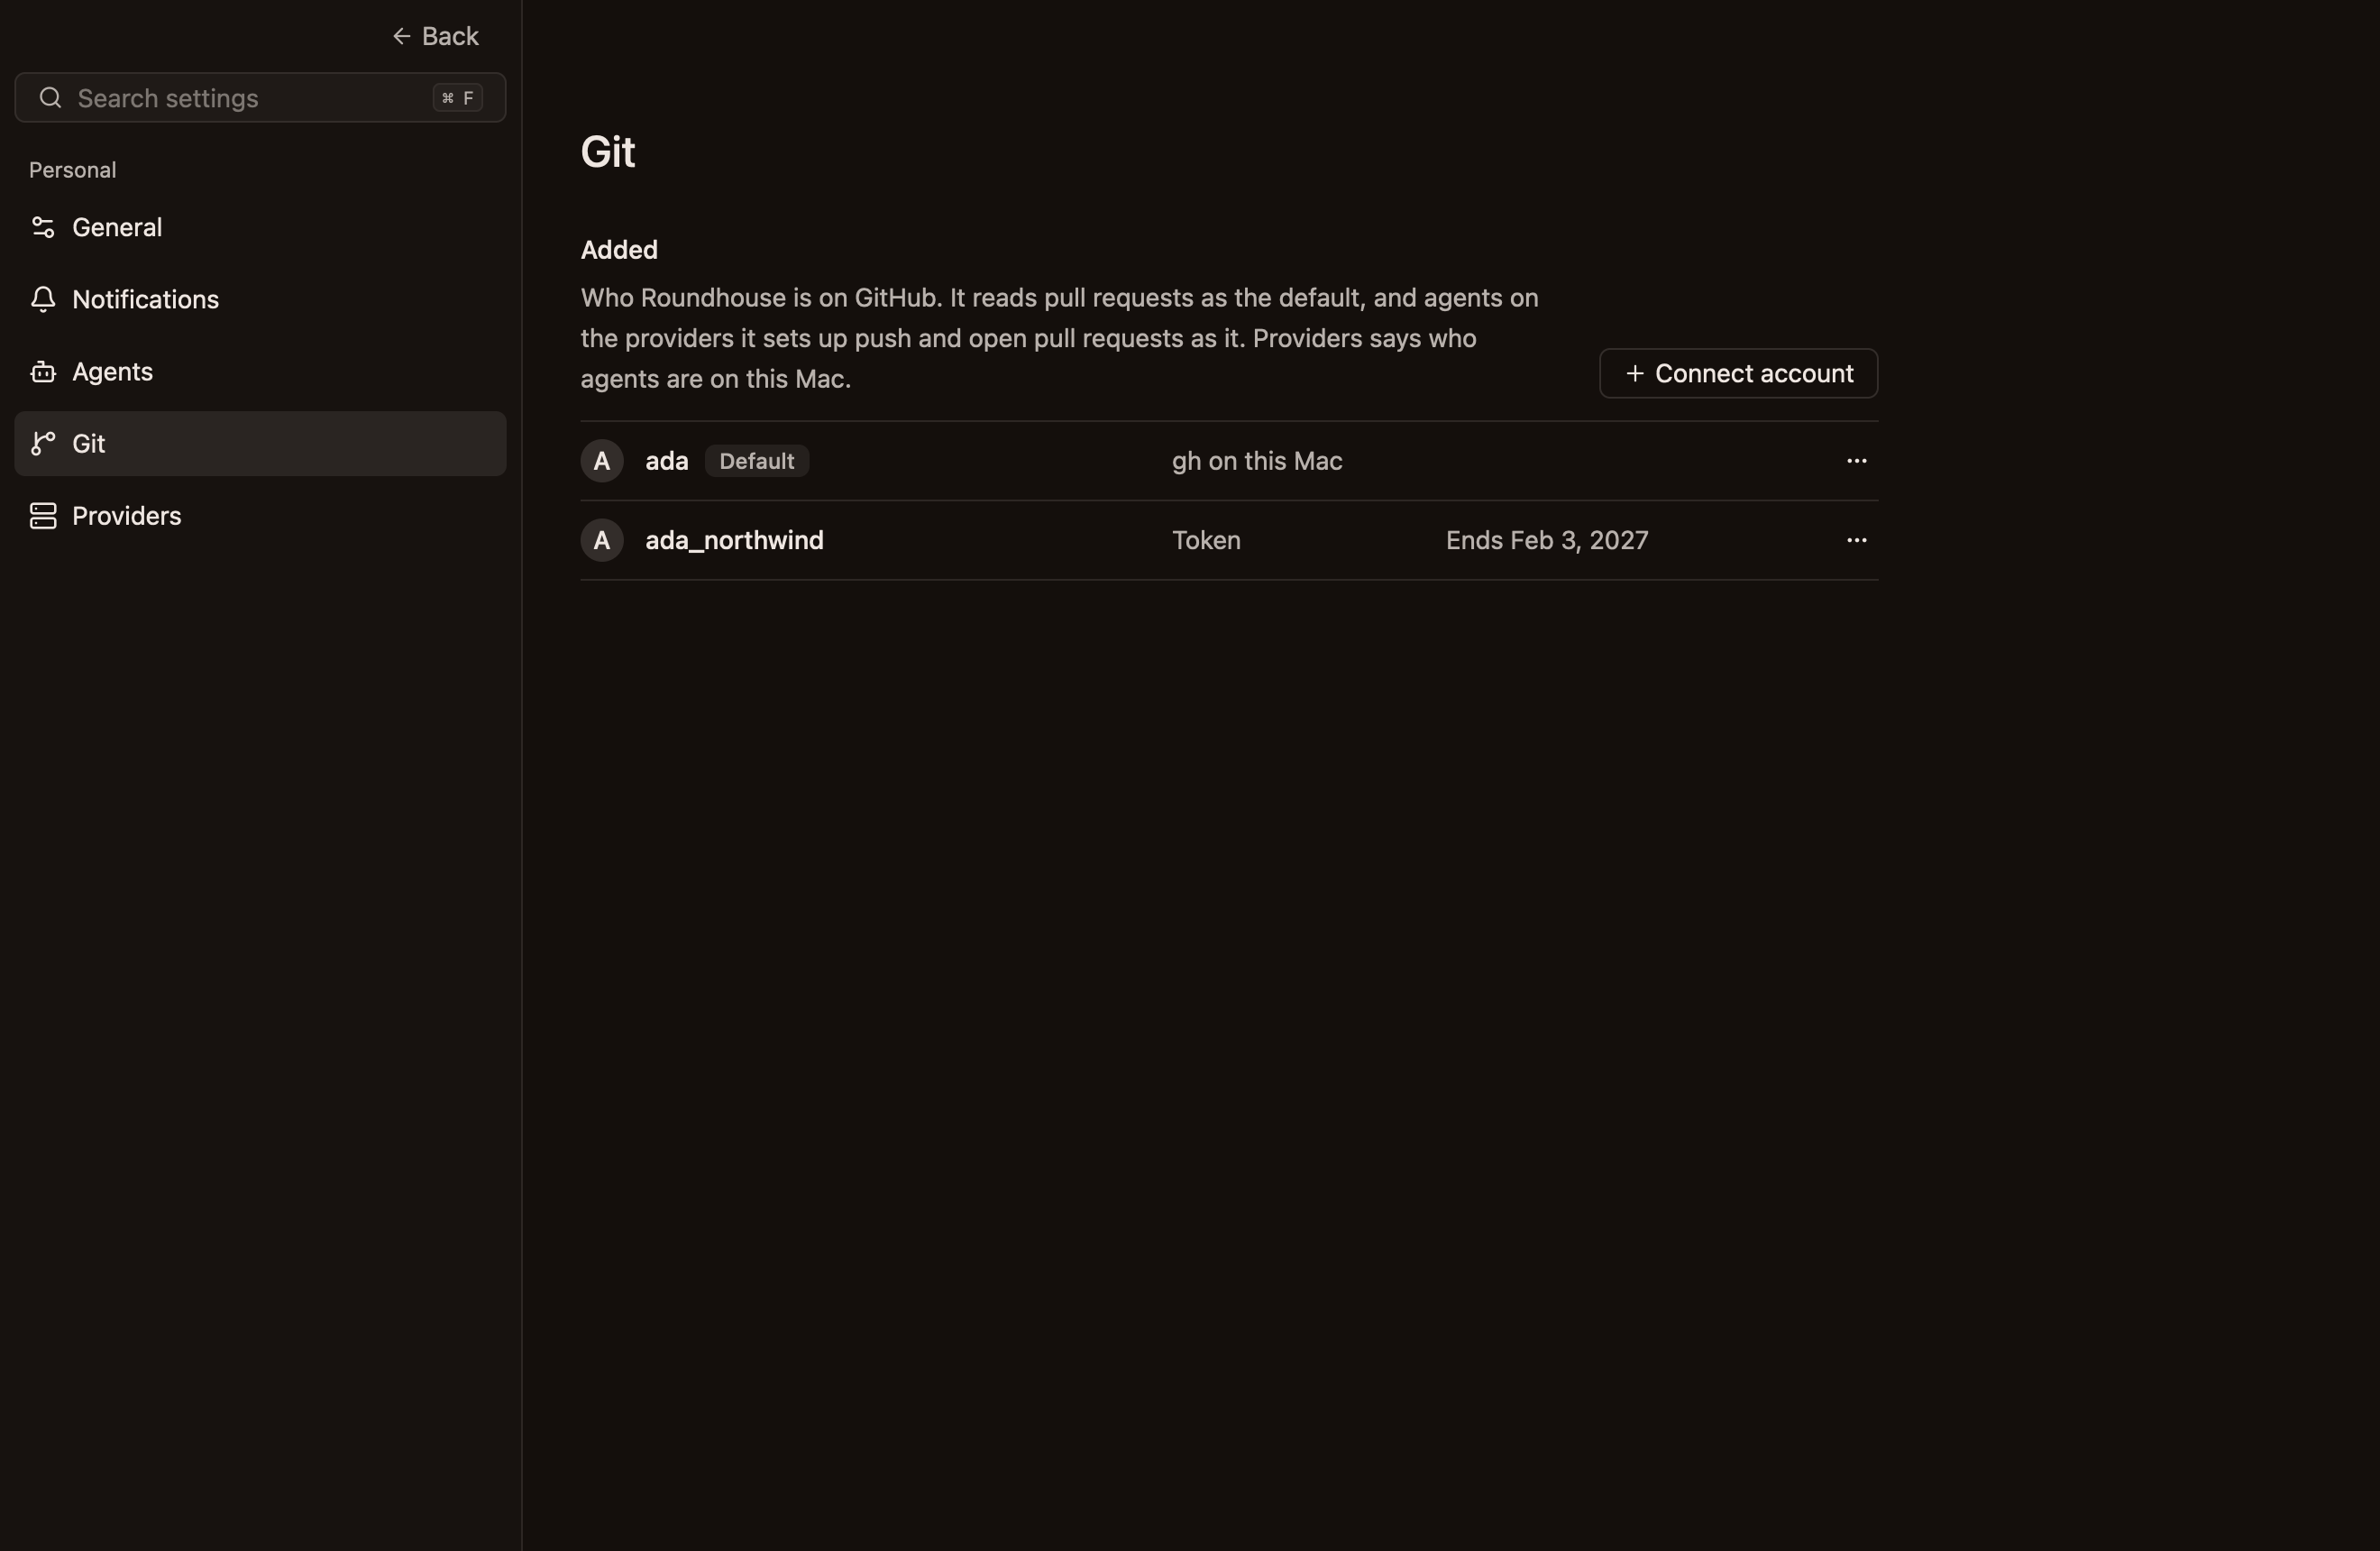 Back
Search settings
⌘ F
Personal
General
Notifications
Agents
Git
Providers
Git
Added
Who Roundhouse is on GitHub. It reads pull requests as the default, and agents on
the providers it sets up push and open pull requests as it. Providers says who
agents are on this Mac.
Connect account
A ada Default gh on this Mac
A ada_northwind Token Ends Feb 3, 2027